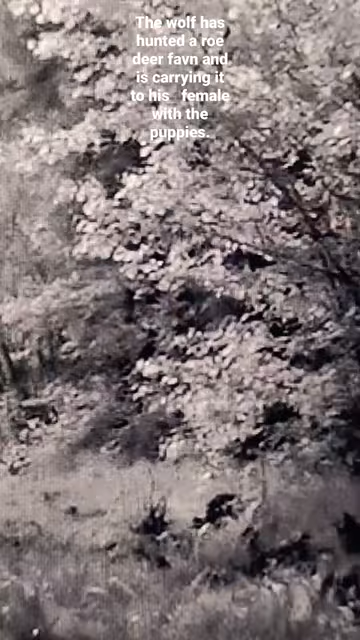 The wolf has
hunted a roe
deer favn and
is carrying it
to his female
with the
puppies.